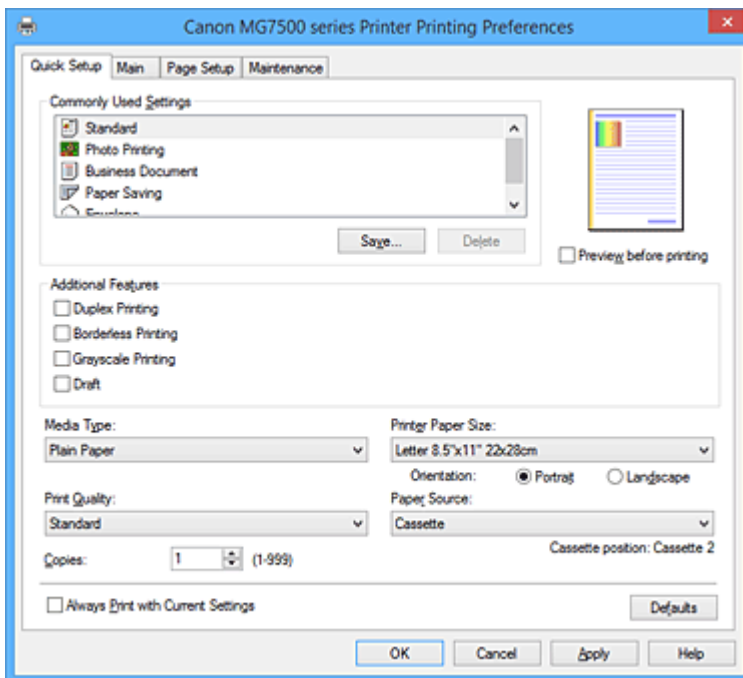 Canon MG7500 series Printer Printing Preferences
Quick Setup Main Page Setup Maintenance
Commonly Used Settings
Standard
Photo Printing
Business Document
Paper Saving
Envelope
Save... Delete
Preview before printing
Additional Features
Duplex Printing
Borderless Printing
Grayscale Printing
Draft
Media Type: Printer Paper Size:
Plain Paper Letter 8.5"x11" 22x28cm
Orientation: Portrait Landscape
Print Quality: Paper Source:
Standard Cassette
Cassette position: Cassette 2
Copies: 1 (1-999)
Always Print with Current Settings Defaults
OK Cancel Apply Help